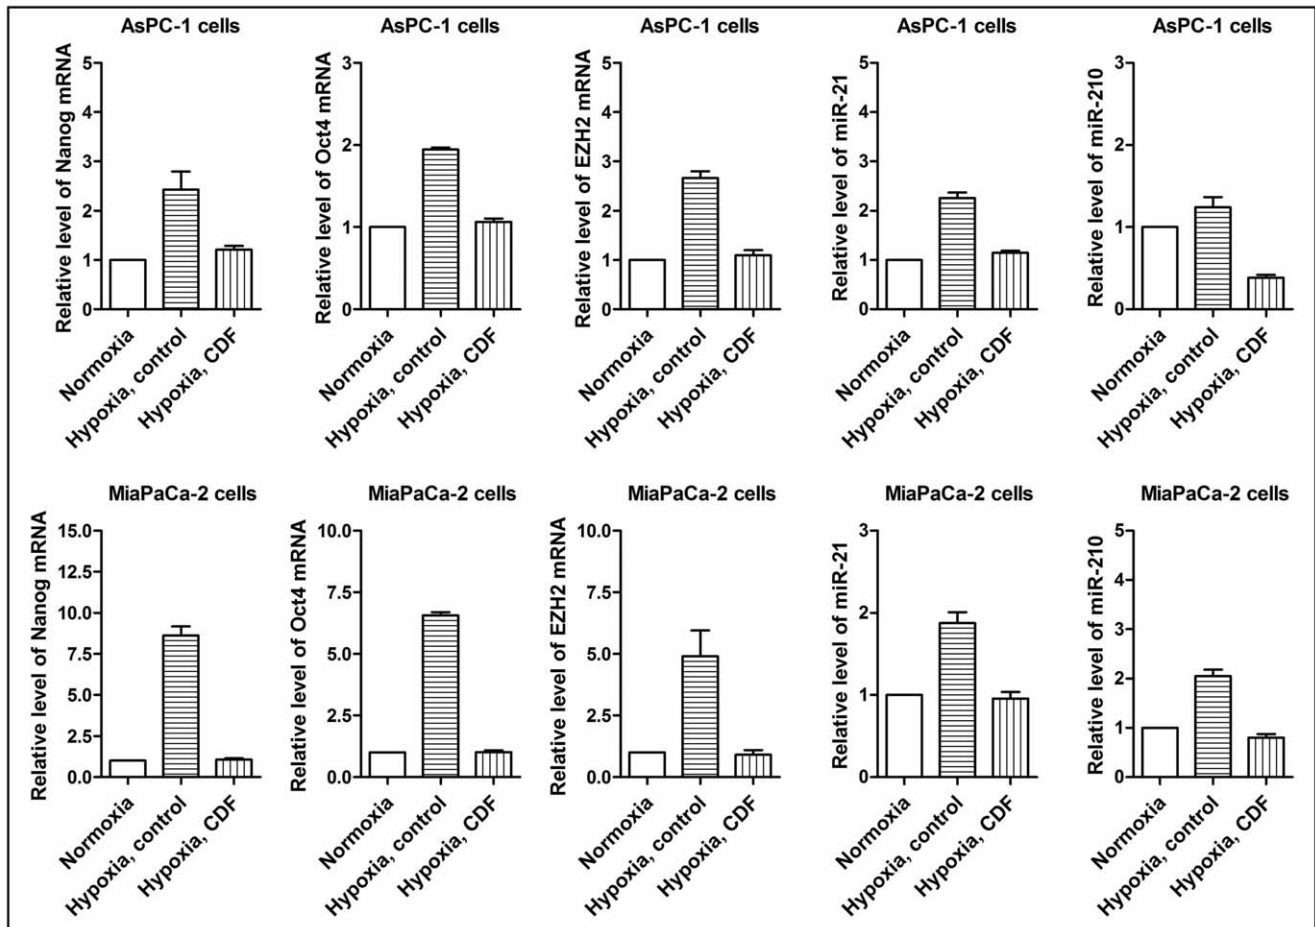 AsPC-1 cells
Relative level of Nanog mRNA
5
4
3
2
1
0
Normoxia
Hypoxia, control
Hypoxia, CDF
AsPC-1 cells
Relative level of Oct4 mRNA
3
2
1
0
Normoxia
Hypoxia, control
Hypoxia, CDF
AsPC-1 cells
Relative level of EZH2 mRNA
5
4
3
2
1
0
Normoxia
Hypoxia, control
Hypoxia, CDF
AsPC-1 cells
Relative level of miR-21
5
4
3
2
1
0
Normoxia
Hypoxia, control
Hypoxia, CDF
AsPC-1 cells
Relative level of miR-210
3
2
1
0
Normoxia
Hypoxia, control
Hypoxia, CDF
MiaPaCa-2 cells
Relative level of Nanog mRNA
15.0
12.5
10.0
7.5
5.0
2.5
0.0
Normoxia
Hypoxia, control
Hypoxia, CDF
MiaPaCa-2 cells
Relative level of Oct4 mRNA
10.0
7.5
5.0
2.5
0.0
Normoxia
Hypoxia, control
Hypoxia, CDF
MiaPaCa-2 cells
Relative level of EZH2 mRNA
10.0
7.5
5.0
2.5
0.0
Normoxia
Hypoxia, control
Hypoxia, CDF
MiaPaCa-2 cells
Relative level of miR-21
3
2
1
0
Normoxia
Hypoxia, control
Hypoxia, CDF
MiaPaCa-2 cells
Relative level of miR-210
5
4
3
2
1
0
Normoxia
Hypoxia, control
Hypoxia, CDF